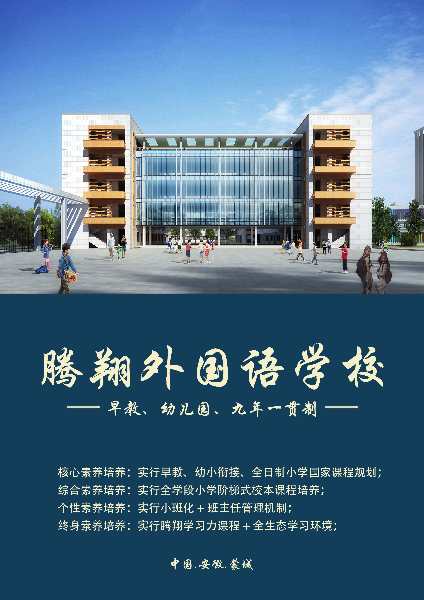 腾翔外国语学校
早教、幼儿园、九年一贯制
核心素养培养：实行早教、幼小衔接、全日制小学国家课程规划；
综合素养培养：实行全学段小学阶梯式校本课程培养；
个性素养培养：实行小班化+班主任管理机制；
终身素养培养：实行腾翔学习力课程+全生态学习环境；
中国.安徽.蒙城